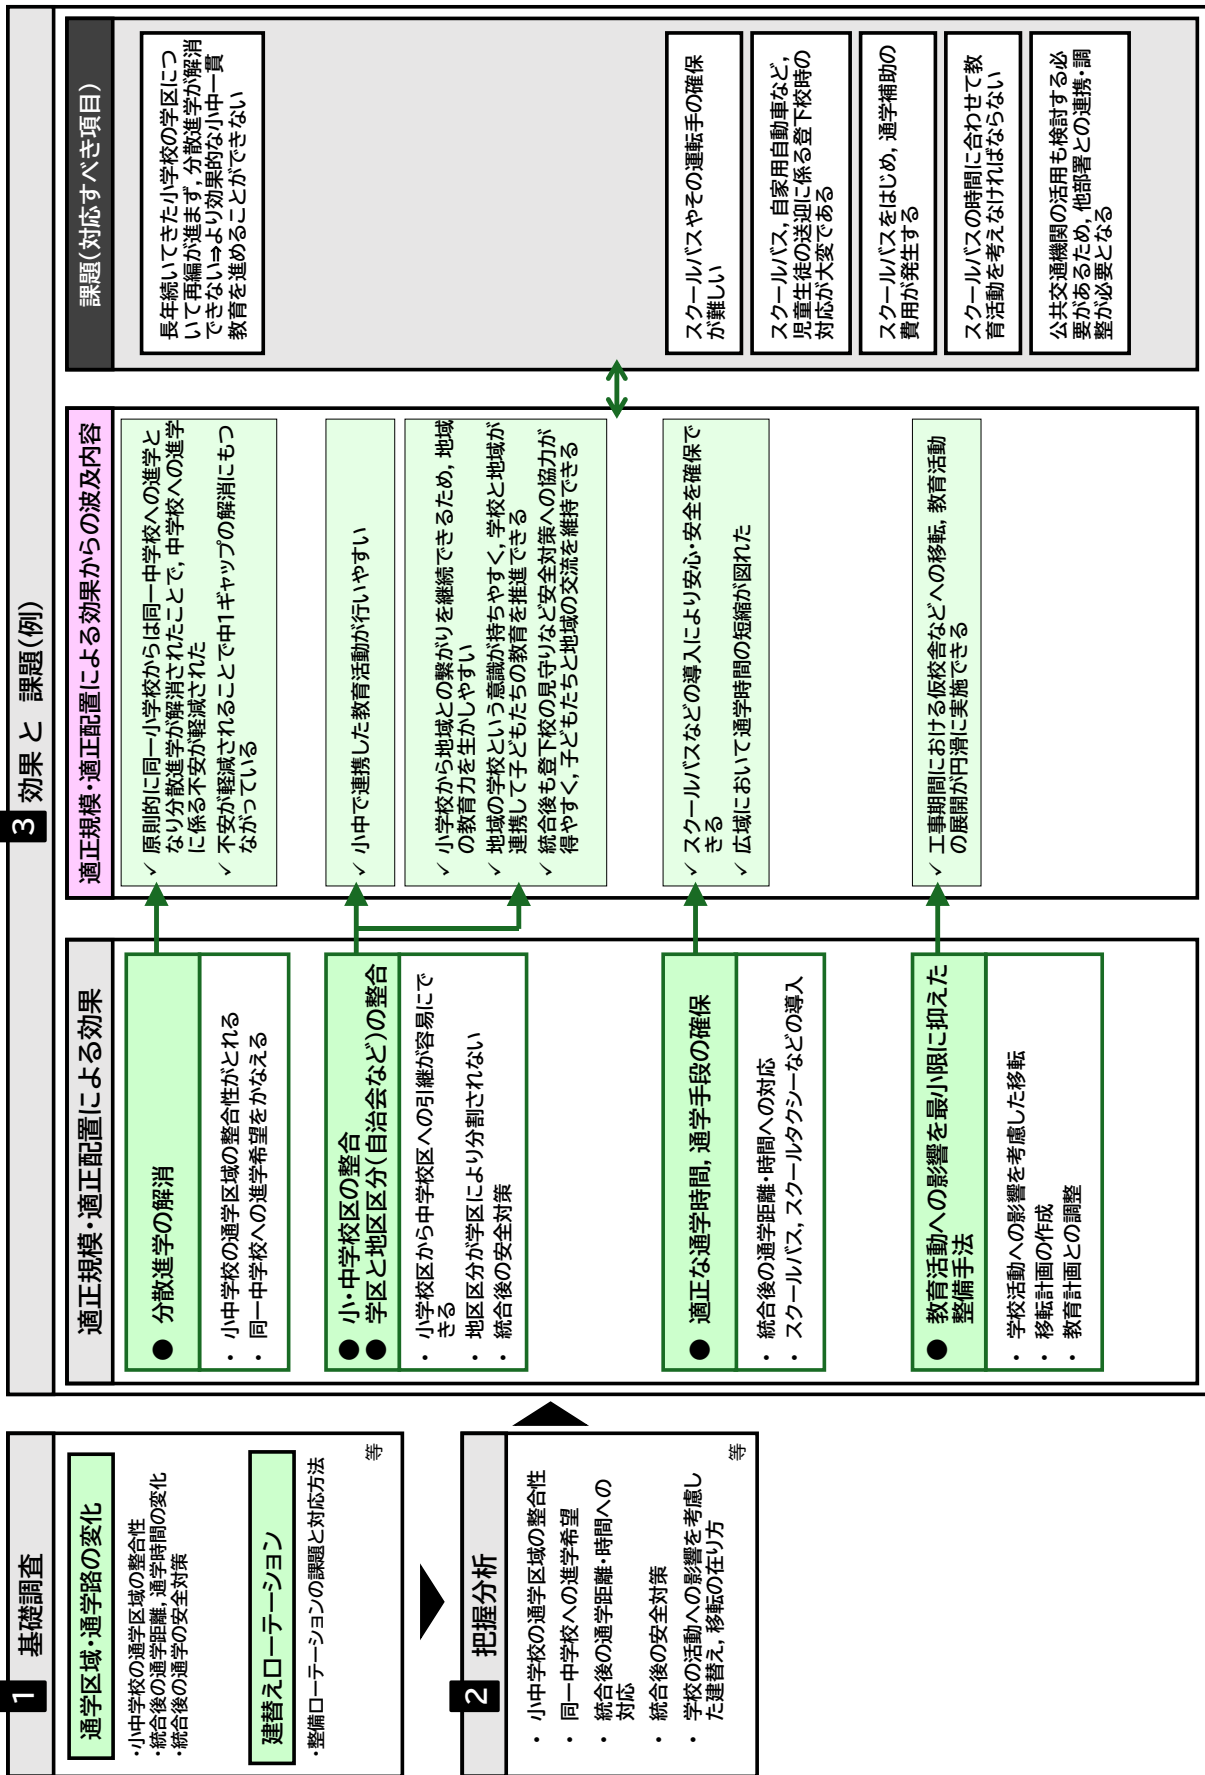 1 基礎調査
通学区域・通学路の変化
・小中学校の通学区域の整合性
・統合後の通学距離,通学時間の変化
・統合後の通学の安全対策
建替えローテーション
・整備ローテーションの課題と対応方法
等
2 把握分析
・ 小中学校の通学区域の整合性
・ 同一中学校への進学希望
・ 統合後の通学距離・時間への
対応
・ 統合後の安全対策
・ 学校の活動への影響を考慮し
た建替え,移転の在り方
等
3 効果 と 課題(例)
適正規模・適正配置による効果
● 分散進学の解消
・ 小中学校の通学区域の整合性がとれる
・ 同一中学校への進学希望をかなえる
● 小・中学校区の整合
● 学区と地区区分(自治会など)の整合
・ 小学校区から中学校区への引継が容易にで
きる
・ 地区区分が学区により分割されない
・ 統合後の安全対策
● 適正な通学時間,通学手段の確保
・ 統合後の通学距離・時間への対応
・ スクールバス,スクールタクシーなどの導入
● 教育活動への影響を最小限に抑えた
整備手法
・ 学校活動への影響を考慮した移転
・ 移転計画の作成
・ 教育計画との調整
適正規模・適正配置による効果からの波及内容
✓ 原則的に同一小学校からは同一中学校への進学と
なり分散進学が解消されたことで,中学校への進学
に係る不安が軽減された
✓ 不安が軽減されることで中1ギャップの解消にもつ
ながっている
✓ 小中で連携した教育活動が行いやすい
✓ 小学校から地域との繋がりを継続できるため,地域
の教育力を生かしやすい
✓ 地域の学校という意識が持ちやすく,学校と地域が
連携して子どもたちの教育を推進できる
✓ 統合後も登下校の見守りなど安全対策への協力が
得やすく,子どもたちと地域の交流を維持できる
✓ スクールバスなどの導入により安心・安全を確保で
きる
✓ 広域において通学時間の短縮が図れた
✓ 工事期間における仮校舎などへの移転,教育活動
の展開が円滑に実施できる
課題(対応すべき項目)
長年続いてきた小学校の学区につ
いて再編が進まず,分散進学が解消
できない⇒より効果的な小中一貫
教育を進めることができない
スクールバスやその運転手の確保
が難しい
スクールバス,自家用自動車など,
児童生徒の送迎に係る登下校時の
対応が大変である
スクールバスをはじめ,通学補助の
費用が発生する
スクールバスの時間に合わせて教
育活動を考えなければならない
公共交通機関の活用も検討する必
要があるため,他部署との連携・調
整が必要となる